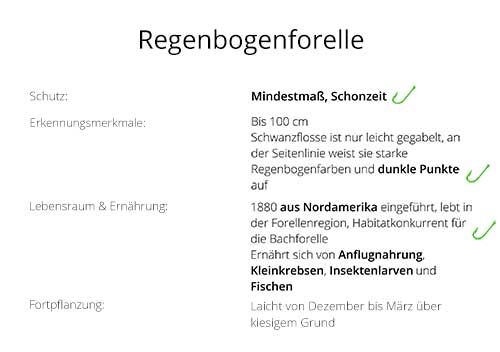 Regenbogenforelle
Schutz:
Mindestmaß, Schonzeit
Erkennungsmerkmale:
Bis 100 cm
Schwanzflosse ist nur leicht gegabelt, an
der Seitenlinie weist sie starke
Regenbogenfarben und dunkle Punkte
auf
Lebensraum & Ernährung:
1880 aus Nordamerika eingeführt, lebt in
der Forellenregion, Habitatkonkurrent für
die Bachforelle
Ernährt sich von Anflugnahrung,
Kleinkrebsen, Insektenlarven und
Fischen
Fortpflanzung:
Laicht von Dezember bis März über
kiesigem Grund